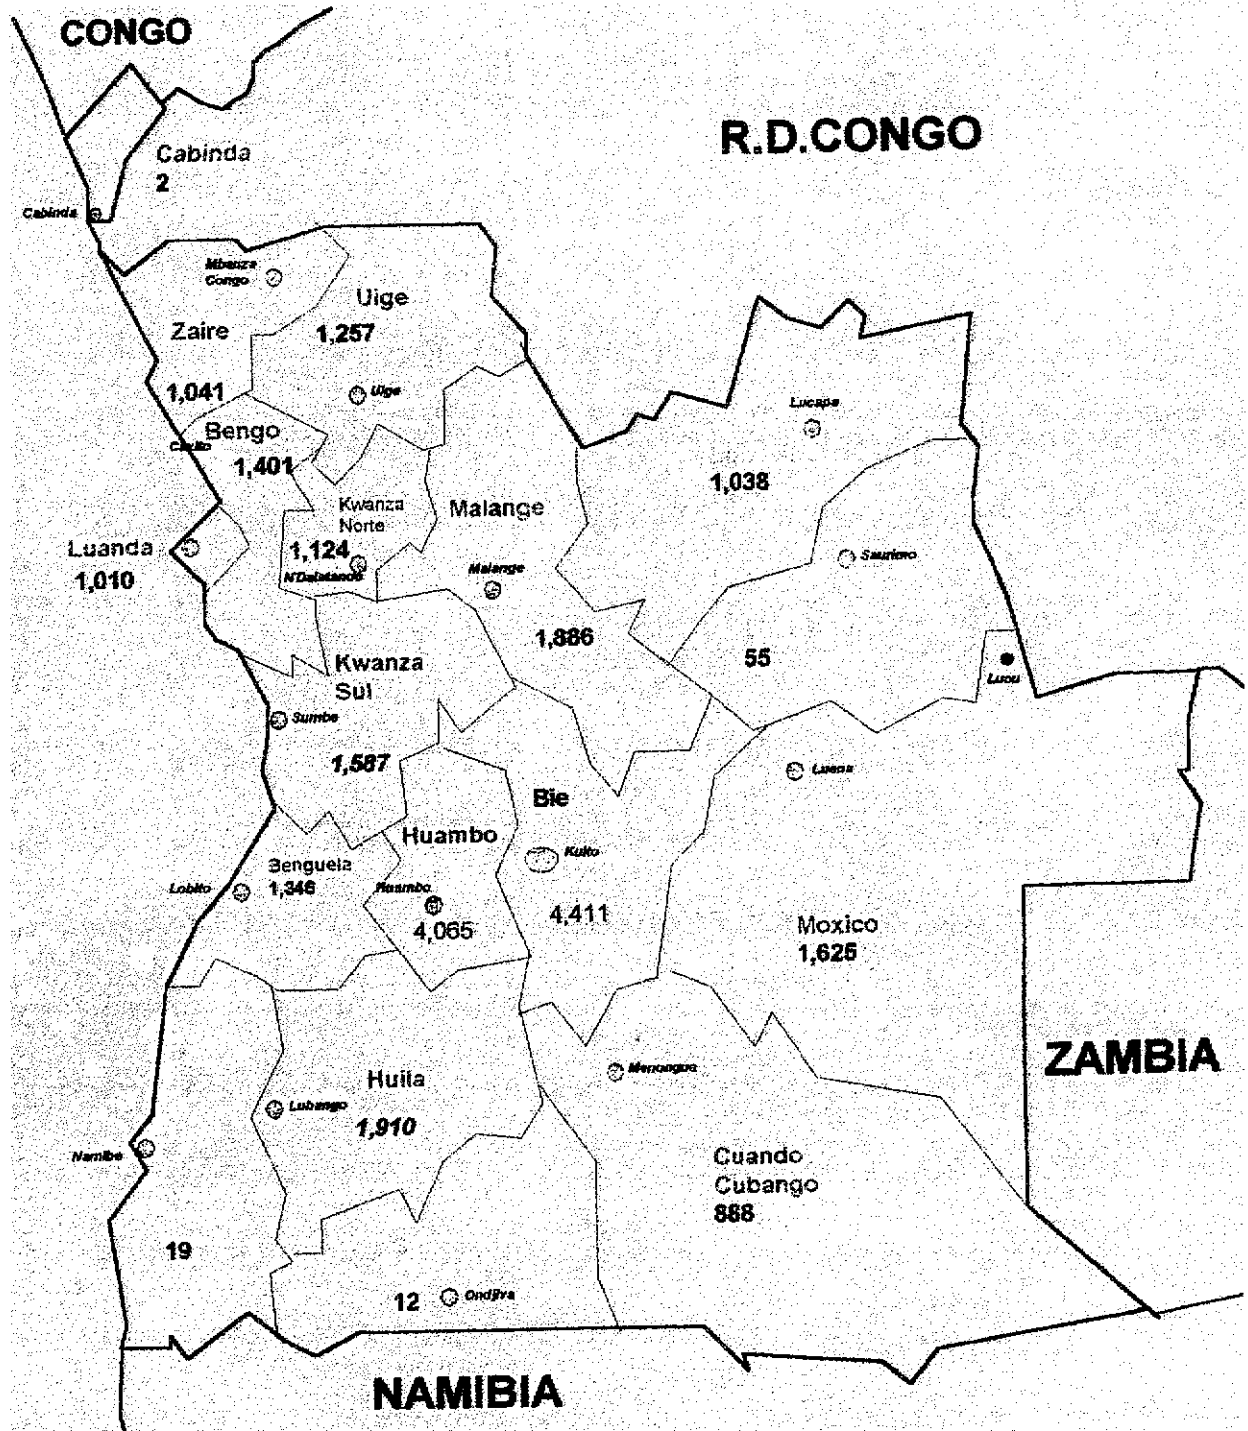 CONGO
R.D.CONGO
Cabinda
2
Cabinda
Mbanza
Congo
Uige
1,257
Zaire
1,041
Uige
Lucapa
Bengo
1,401
1,038
Kwanza
Norte
1,124
N'Dalatando
Malange
Malange
1,886
Luanda
1,010
Saurimo
55
Luau
Kwanza
Sul
Sumbe
1,587
Luena
Bie
Kuito
4,411
Huambo
Huambo
4,065
Benguela
1,346
Lobito
Moxico
1,625
ZAMBIA
Menongue
Huila
Lubango
1,910
Namibe
Cuando
Cubango
19
12
Ondjiva
NAMIBIA